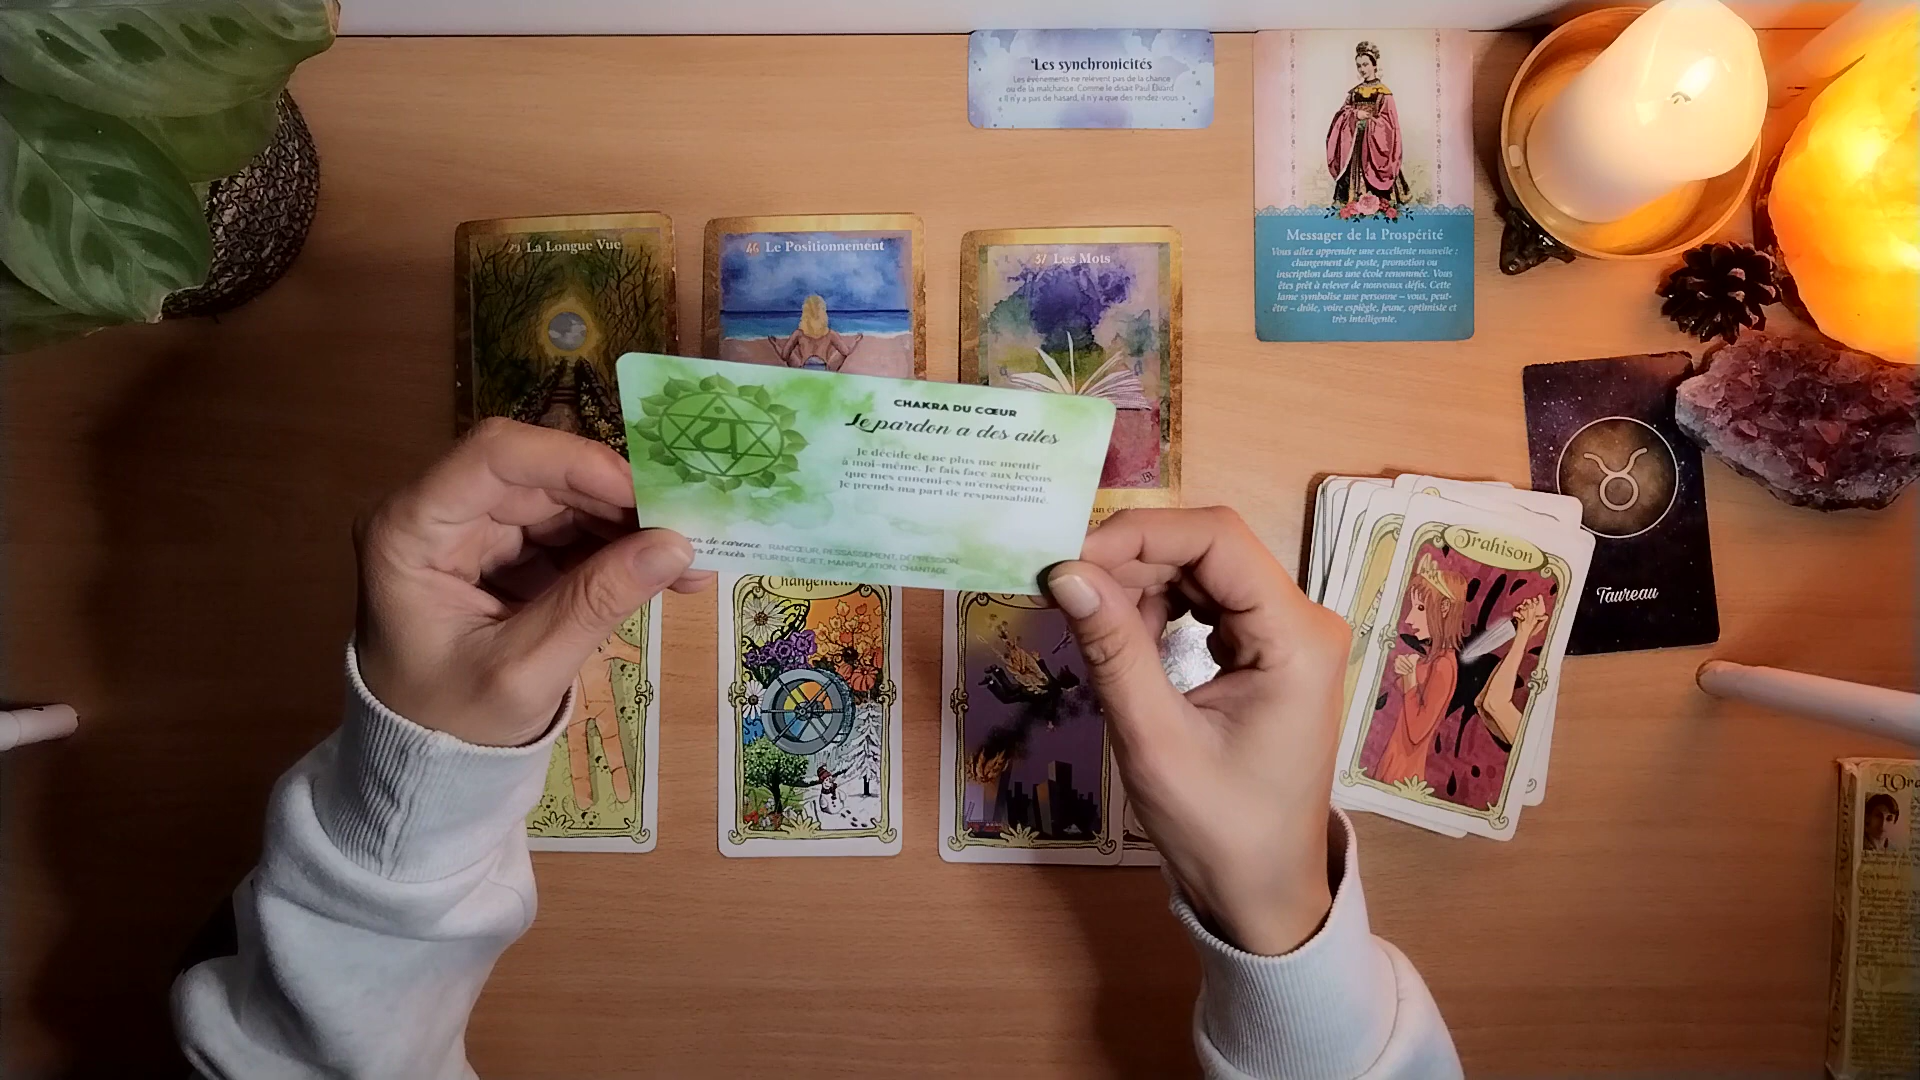 Les synchronicités
Les évènements ne relèvent pas de la chance
ou de la malchance. Comme le disait Paul Éluard
« Il n'y a pas de hasard, il n'y a que des rendez-vous. »
Messager de la Prospérité
Vous allez apprendre une excellente nouvelle :
changement de poste, promotion ou
inscription dans une école renommée. Vous
êtes prêt à relever de nouveaux défis. Cette
lame symbolise une personne – vous, peut-
être – drôle, voire espiègle, jeune, optimiste et
très intelligente.
La Longue Vue
46 Le Positionnement
37 Les Mots
CHAKRA DU CŒUR
Le pardon a des ailes
Je décide de ne plus me mentir
à moi-même. Je fais face aux leçons
que mes ennemi·e·s m'enseignent.
Je prends ma part de responsabilité.
de carence : RANCŒUR, RESSASSEMENT, DÉPRESSION.
d'excès : PEUR DU REJET, MANIPULATION, CHANTAGE.
un
Changement
Trahison
Taureau